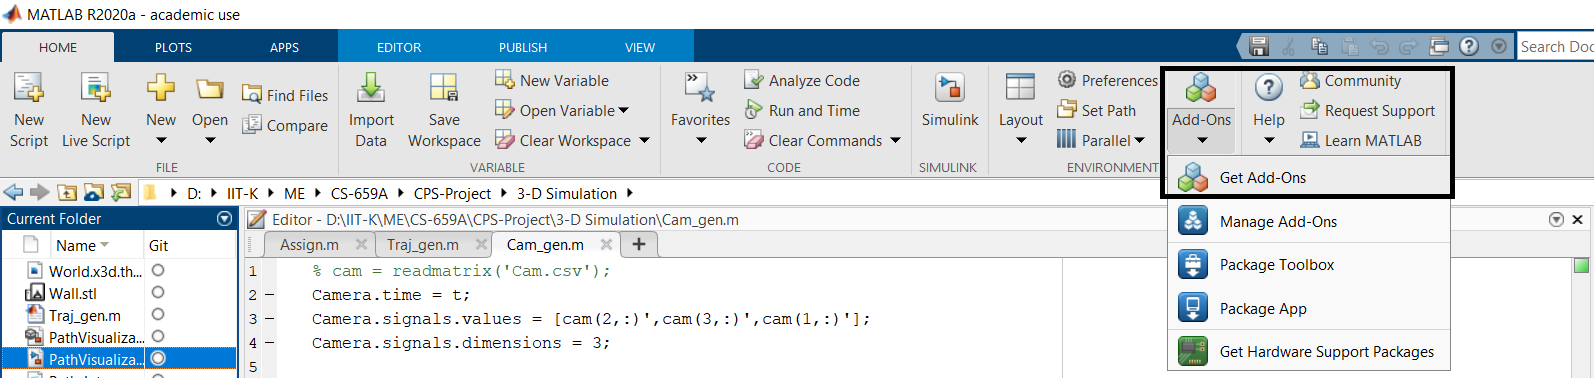 MATLAB R2020a - academic use
HOME PLOTS APPS EDITOR PUBLISH VIEW
Search Doc
New Script
New Live Script
New
Open
Find Files
Compare
FILE
Import Data
Save Workspace
New Variable
Open Variable
Clear Workspace
VARIABLE
Favorites
Analyze Code
Run and Time
Clear Commands
CODE
Simulink
SIMULINK
Layout
Preferences
Set Path
Parallel
ENVIRONMENT
Add-Ons
Help
Community
Request Support
Learn MATLAB
Get Add-Ons
Manage Add-Ons
Package Toolbox
Package App
Get Hardware Support Packages
D: IIT-K ME CS-659A CPS-Project 3-D Simulation
Current Folder
Name Git
World.x3d.th...
Wall.stl
Traj_gen.m
PathVisualiza...
PathVisualiza...
Editor - D:\IIT-K\ME\CS-659A\CPS-Project\3-D Simulation\Cam_gen.m
Assign.m Traj_gen.m Cam_gen.m
1 % cam = readmatrix('Cam.csv');
2 - Camera.time = t;
3 - Camera.signals.values = [cam(2,:)',cam(3,:)',cam(1,:)'];
4 - Camera.signals.dimensions = 3;
5